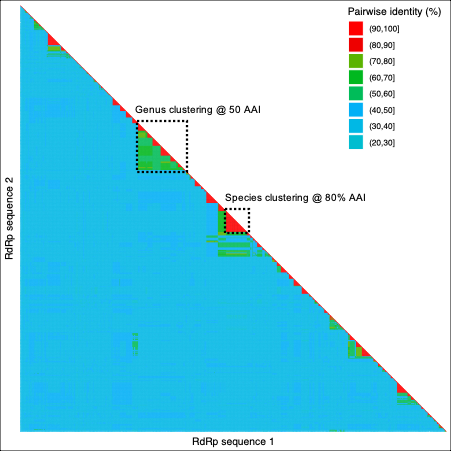 Pairwise identity (%)
(90,100]
(80,90]
(70,80]
(60,70]
(50,60]
(40,50]
(30,40]
(20,30]
Genus clustering @ 50 AAI
Species clustering @ 80% AAI
RdRp sequence 2
RdRp sequence 1